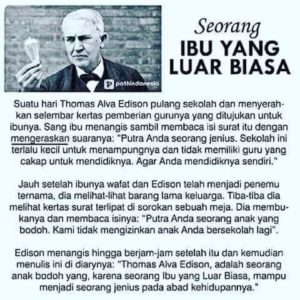 Seorang
IBU YANG
LUAR BIASA
pathindonesia
Suatu hari Thomas Alva Edison pulang sekolah dan menyerah-
kan selembar kertas pemberian gurunya yang ditujukan untuk
ibunya. Sang ibu menangis sambil membaca isi surat itu dengan
mengeraskan suaranya: "Putra Anda seorang jenius. Sekolah ini
terlalu kecil untuk menampungnya dan tidak memiliki guru yang
cakap untuk mendidiknya. Agar Anda mendidiknya sendiri."
Jauh setelah ibunya wafat dan Edison telah menjadi penemu
ternama, dia melihat-lihat barang lama keluarga. Tiba-tiba dia
melihat kertas surat terlipat di sorokan sebuah meja. Dia membu-
kanya dan membaca isinya: "Putra Anda seorang anak yang
bodoh. Kami tidak mengizinkan anak Anda bersekolah lagi".
Edison menangis hingga berjam-jam setelah itu dan kemudian
menulis ini di diarynya: "Thomas Alva Edison, adalah seorang
anak bodoh yang, karena seorang Ibu yang Luar Biasa, mampu
menjadi seorang jenius pada abad kehidupannya."